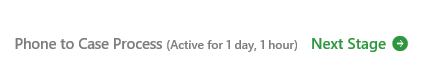 Phone to Case Process (Active for 1 day, 1 hour) Next Stage